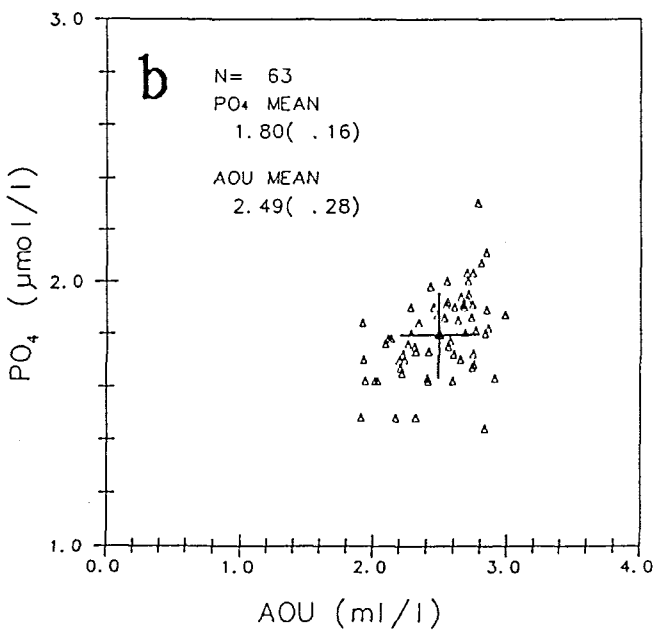 3.0
b
N= 63
PO₄ MEAN
1.80( .16)
AOU MEAN
2.49( .28)
2.0
PO₄ (μmol/l)
1.0
0.0 1.0 2.0 3.0 4.0
AOU (ml/l)